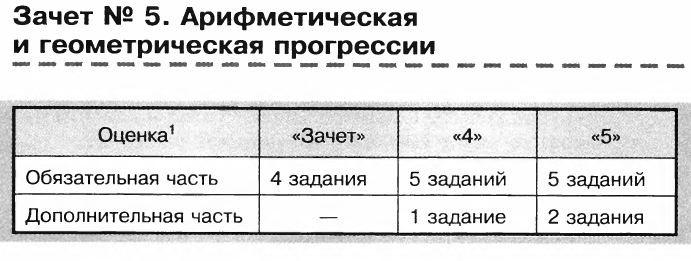 Зачет № 5. Арифметическая
и геометрическая прогрессии
Оценка¹ «Зачет» «4» «5»
Обязательная часть 4 задания 5 заданий 5 заданий
Дополнительная часть — 1 задание 2 задания